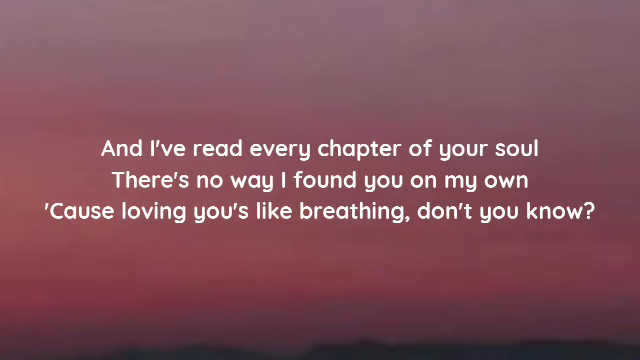 And I've read every chapter of your soul
There's no way I found you on my own
'Cause loving you's like breathing, don't you know?